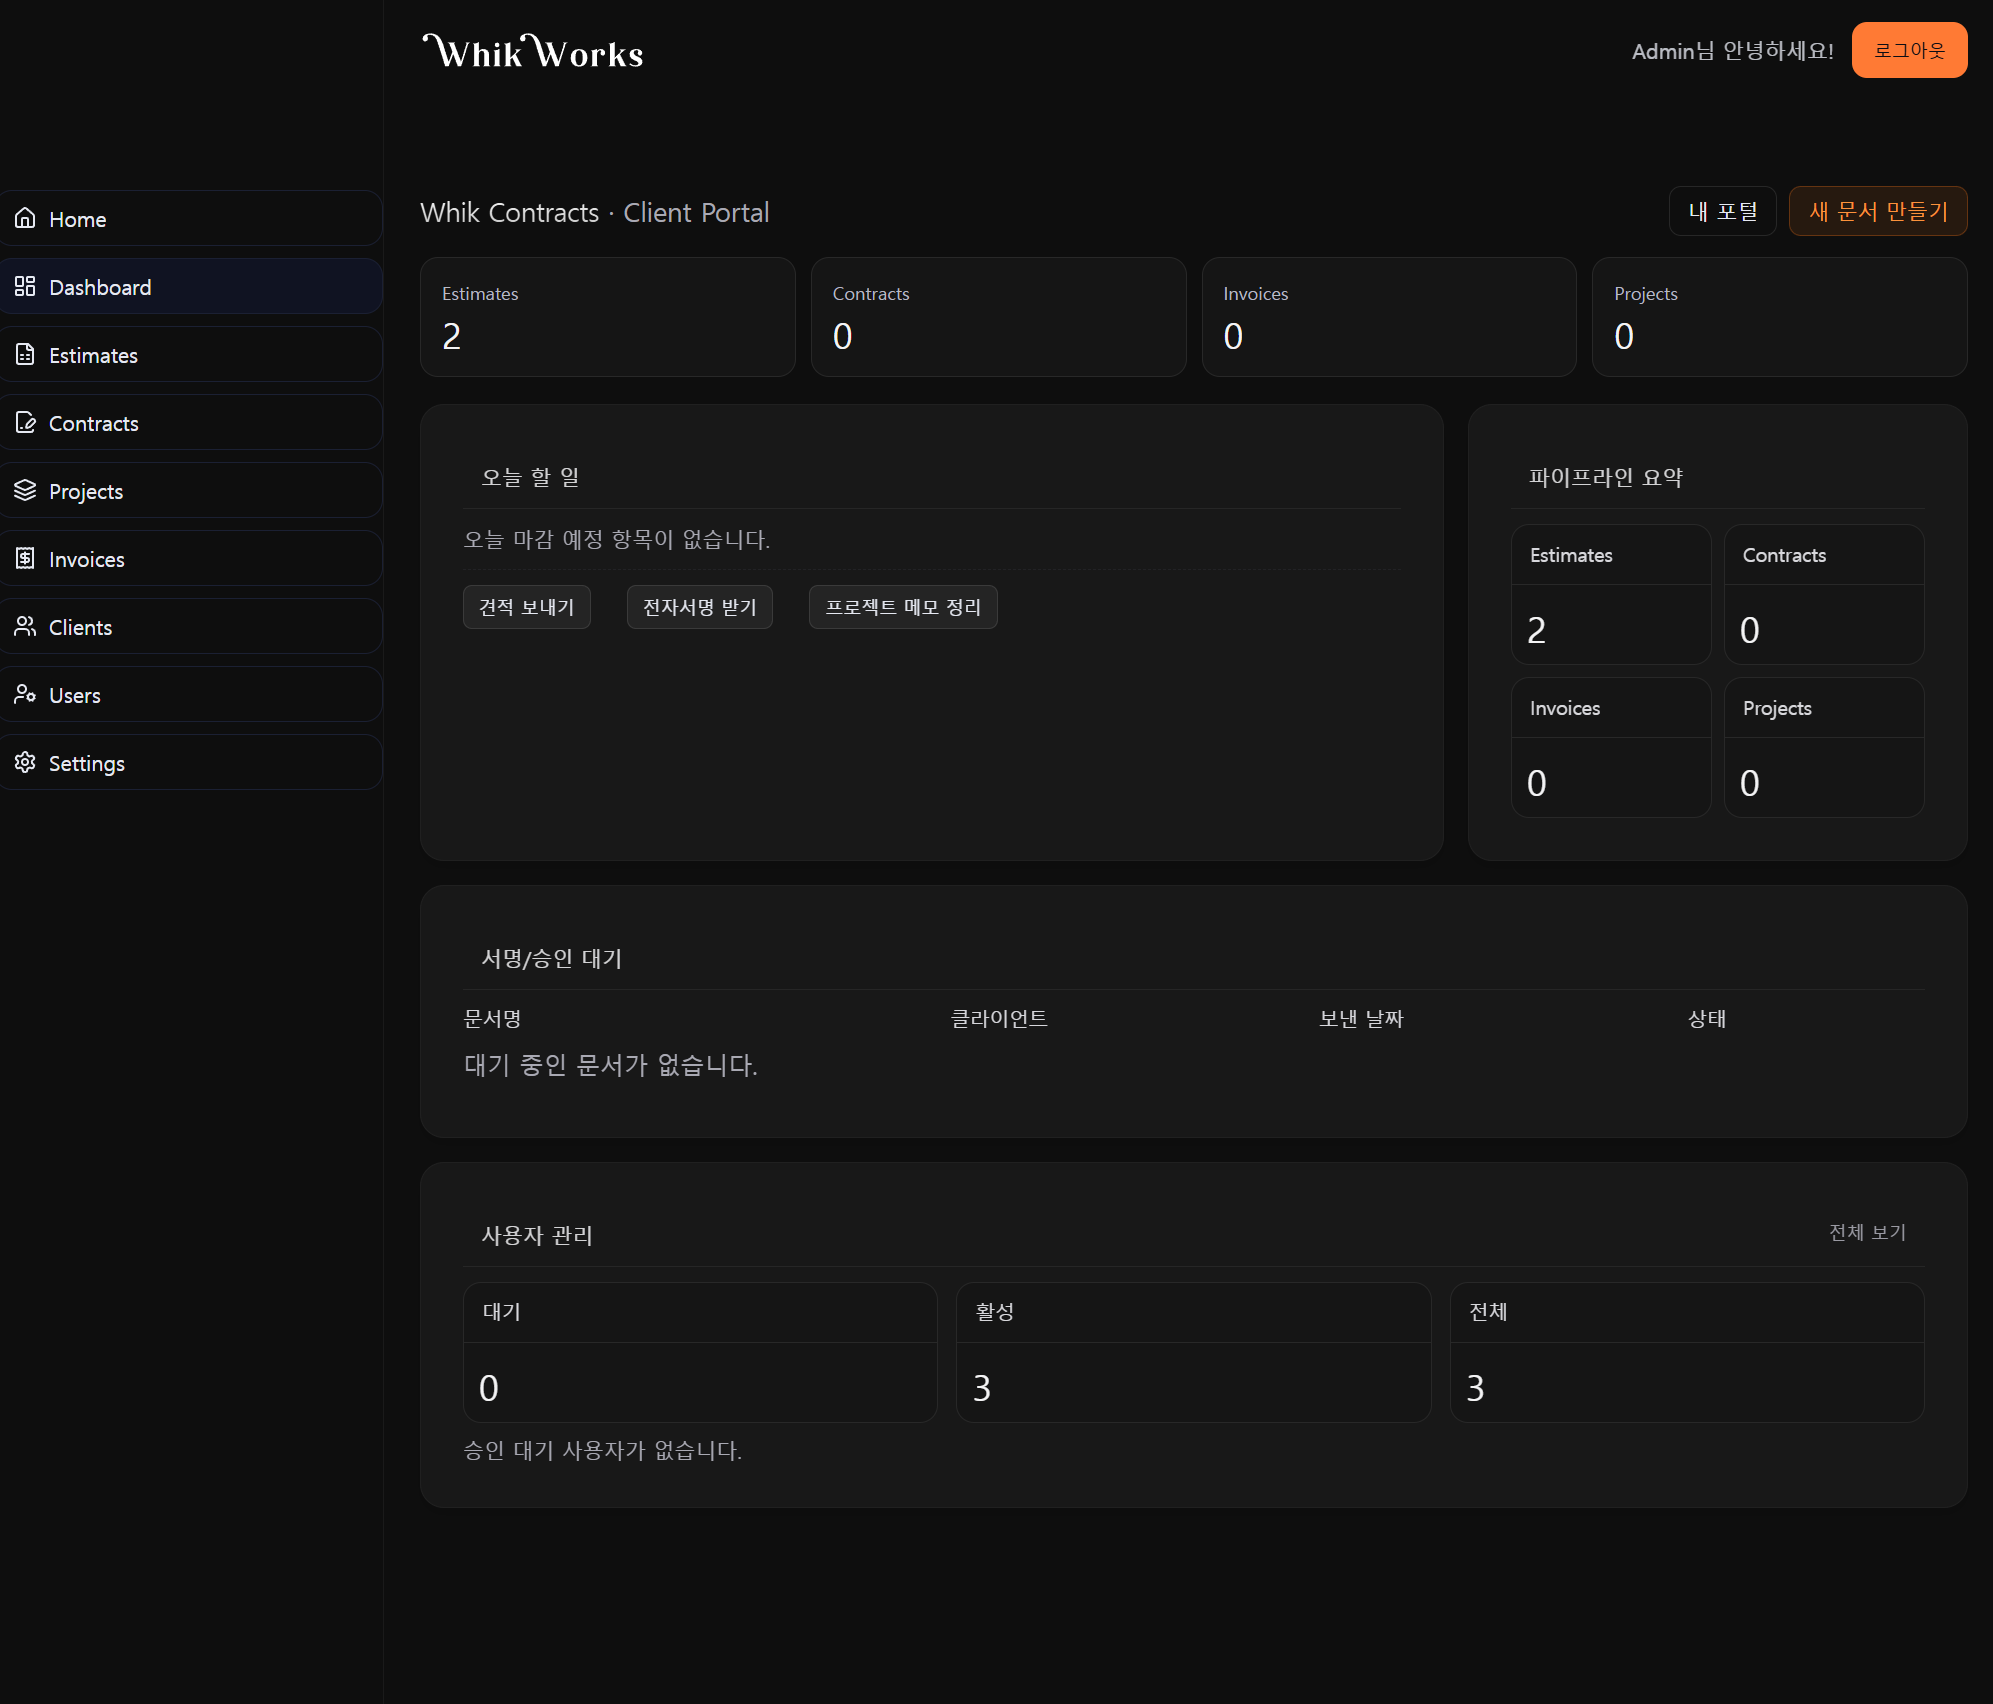 Whik Works
Admin님 안녕하세요!
로그아웃
Home
Dashboard
Estimates
Contracts
Projects
Invoices
Clients
Users
Settings
Whik Contracts · Client Portal
내 포털
새 문서 만들기
Estimates
2
Contracts
0
Invoices
0
Projects
0
오늘 할 일
오늘 마감 예정 항목이 없습니다.
견적 보내기
전자서명 받기
프로젝트 메모 정리
파이프라인 요약
Estimates
2
Contracts
0
Invoices
0
Projects
0
서명/승인 대기
문서명 클라이언트 보낸 날짜 상태
대기 중인 문서가 없습니다.
사용자 관리
전체 보기
대기
0
활성
3
전체
3
승인 대기 사용자가 없습니다.